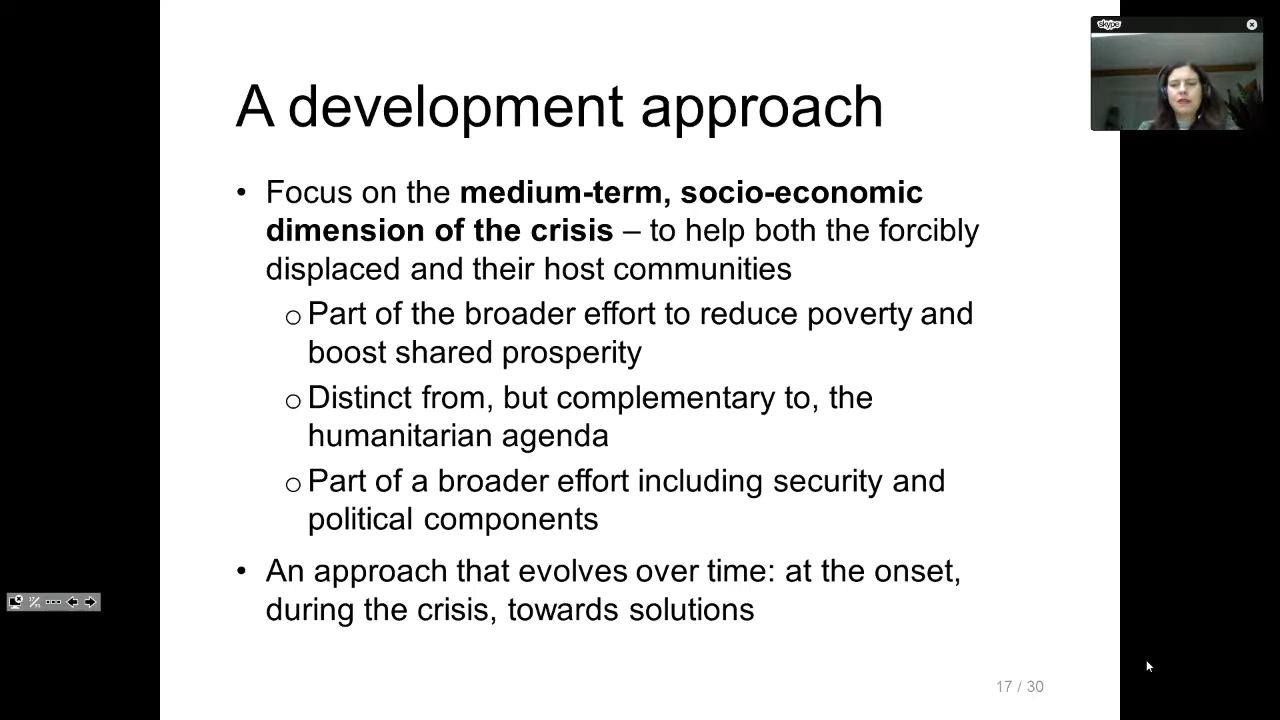 skype
A development approach
• Focus on the medium-term, socio-economic
dimension of the crisis – to help both the forcibly
displaced and their host communities
o Part of the broader effort to reduce poverty and
boost shared prosperity
o Distinct from, but complementary to, the
humanitarian agenda
o Part of a broader effort including security and
political components
• An approach that evolves over time: at the onset,
during the crisis, towards solutions
17 / 30